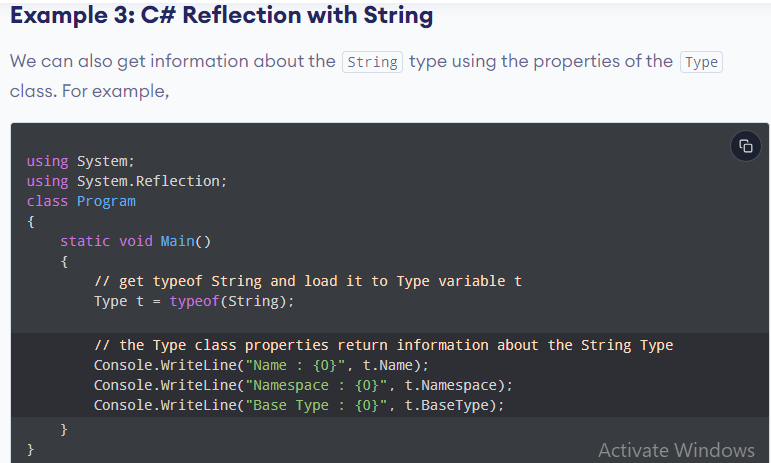 Example 3: C# Reflection with String
We can also get information about the String type using the properties of the Type
class. For example,
using System;
using System.Reflection;
class Program
{
    static void Main()
    {
        // get typeof String and load it to Type variable t
        Type t = typeof(String);

        // the Type class properties return information about the String Type
        Console.WriteLine("Name : {0}", t.Name);
        Console.WriteLine("Namespace : {0}", t.Namespace);
        Console.WriteLine("Base Type : {0}", t.BaseType);
    }
}
Activate Windows